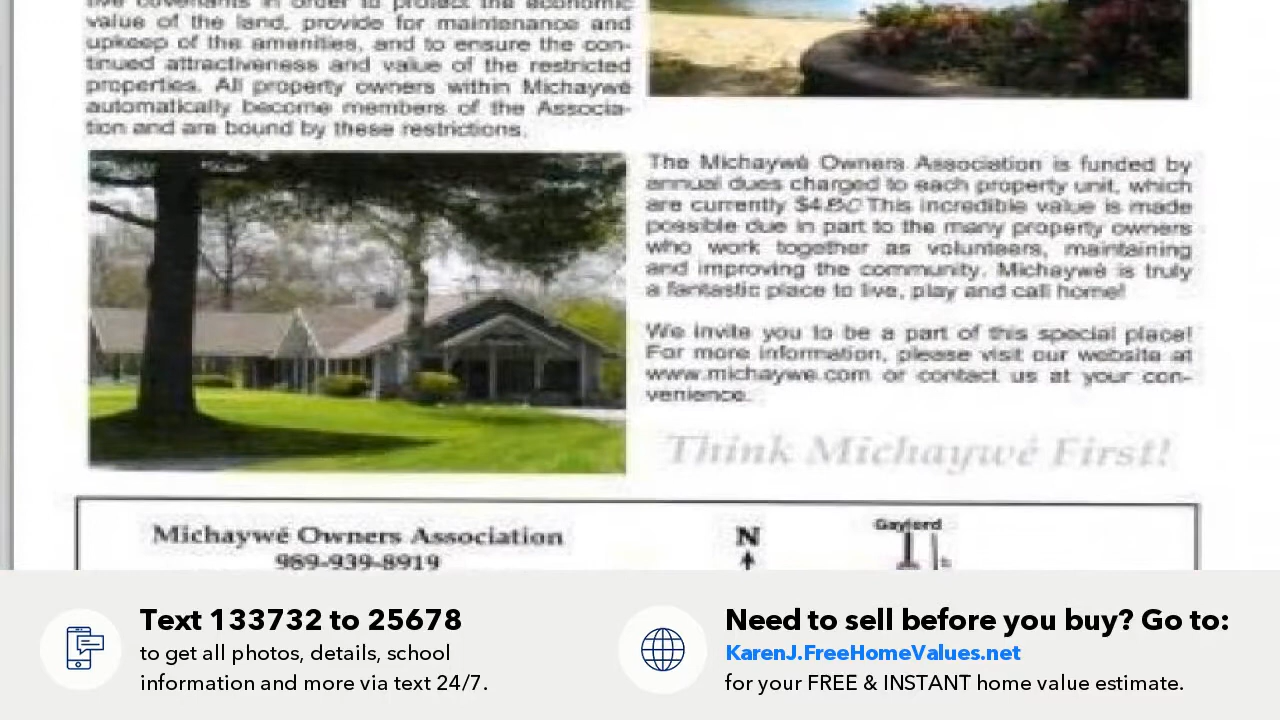 tive covenants in order to protect the economic
value of the land, provide for maintenance and
upkeep of the amenities, and to ensure the con-
tinued attractiveness and value of the restricted
properties. All property owners within Michaywé
automatically become members of the Associa-
tion and are bound by these restrictions.
The Michaywé Owners Association is funded by
annual dues charged to each property unit, which
are currently This incredible value is made
possible due in part to the many property owners
who work together as volunteers, maintaining
and improving the community. Michaywé is truly
a fantastic place to live, play and call home!
We invite you to be a part of this special place!
For more information, please visit our website at
www.michaywe.com or contact us at your con-
venience.
Think Michaywé First!
Michaywé Owners Association
989-939-8919
N
Gaylord
Text 133732 to 25678
to get all photos, details, school
information and more via text 24/7.
Need to sell before you buy? Go to:
KarenJ.FreeHomeValues.net
for your FREE & INSTANT home value estimate.